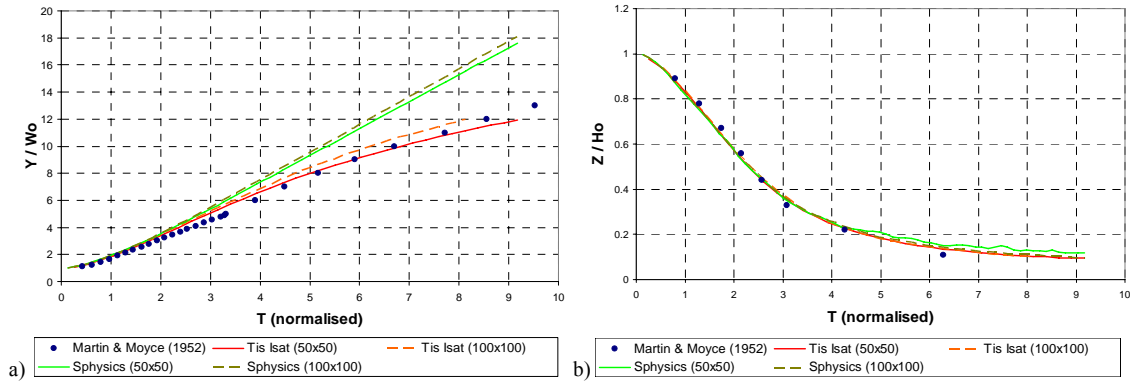 20
18
16
14
12
10
8
6
4
2
0
Y / Wo
0 1 2 3 4 5 6 7 8 9 10
T (normalised)
Martin & Moyce (1952) Tis Isat (50x50) Tis Isat (100x100)
Sphysics (50x50) Sphysics (100x100)
a)
1.2
1
0.8
0.6
0.4
0.2
0
Z / Ho
0 1 2 3 4 5 6 7 8 9 10
T (normalised)
Martin & Moyce (1952) Tis Isat (50x50) Tis Isat (100x100)
Sphysics (50x50) Sphysics (100x100)
b)